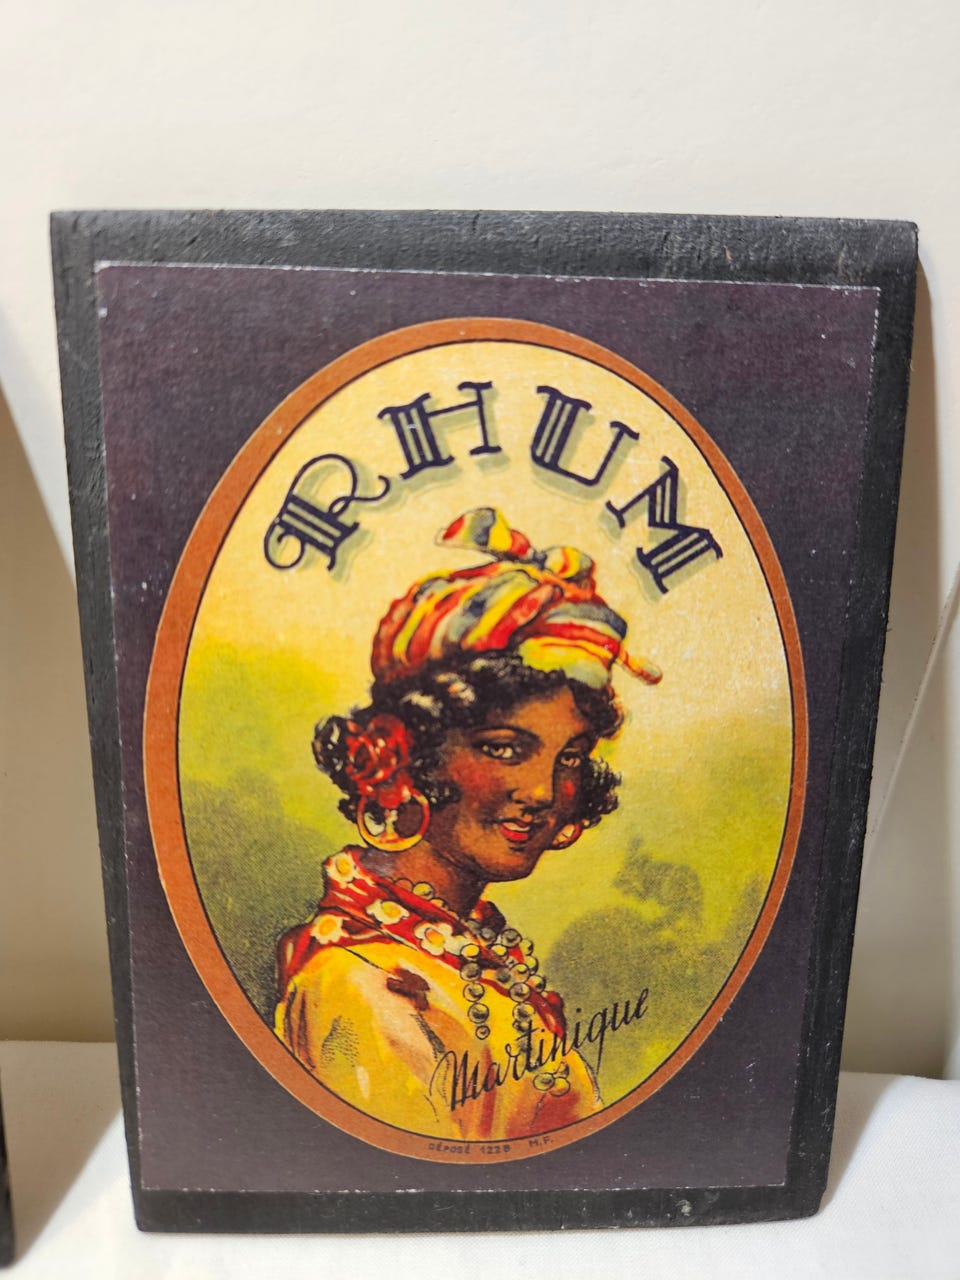 RHUM
Martinique
DÉPOSÉ 1228 M.F.